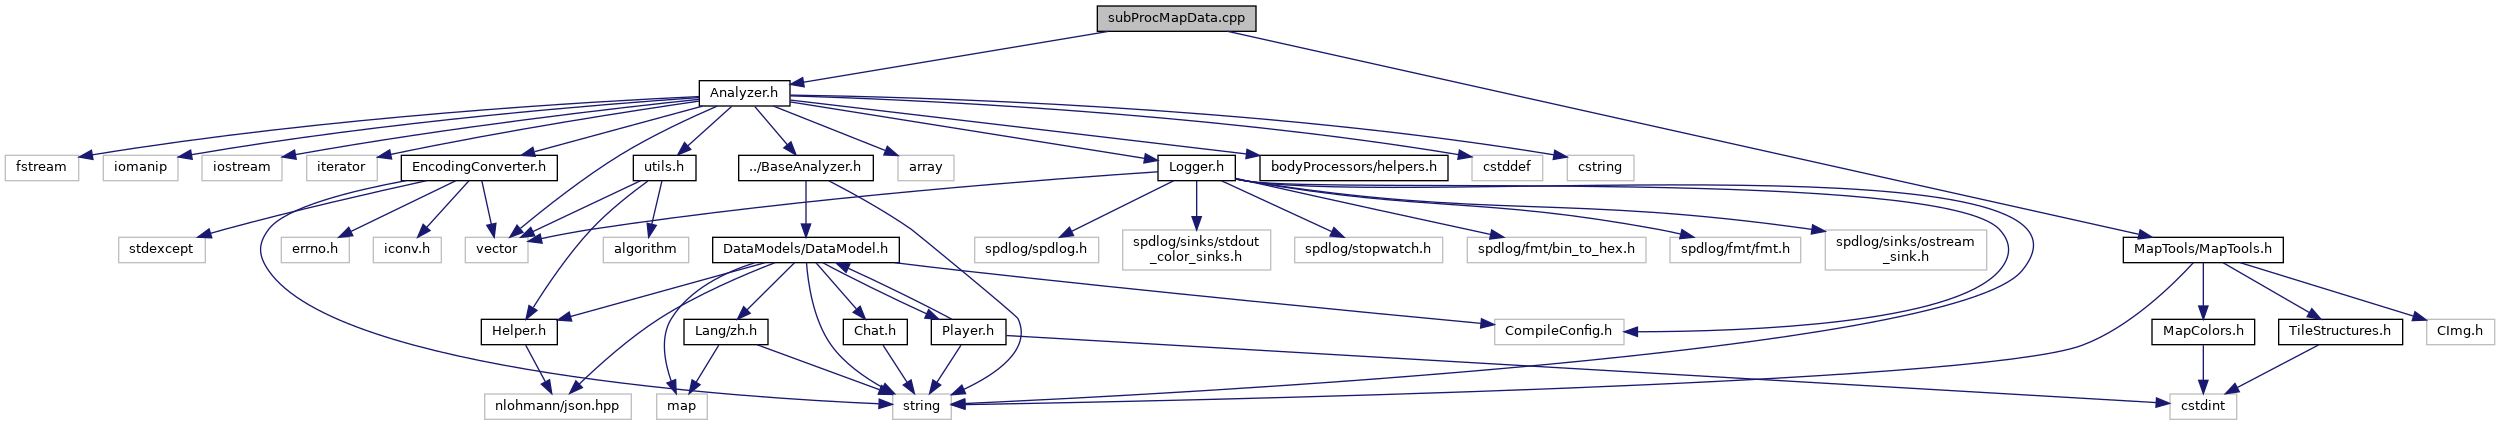 subProcMapData.cpp
Analyzer.h
MapTools/MapTools.h
fstream
iomanip
iostream
iterator
EncodingConverter.h
utils.h
../BaseAnalyzer.h
array
Logger.h
bodyProcessors/helpers.h
cstddef
cstring
stdexcept
errno.h
iconv.h
vector
algorithm
DataModels/DataModel.h
spdlog/spdlog.h
spdlog/sinks/stdout
_color_sinks.h
spdlog/stopwatch.h
spdlog/fmt/bin_to_hex.h
spdlog/fmt/fmt.h
spdlog/sinks/ostream
_sink.h
Helper.h
Lang/zh.h
Chat.h
Player.h
CompileConfig.h
MapColors.h
TileStructures.h
CImg.h
nlohmann/json.hpp
map
string
cstdint